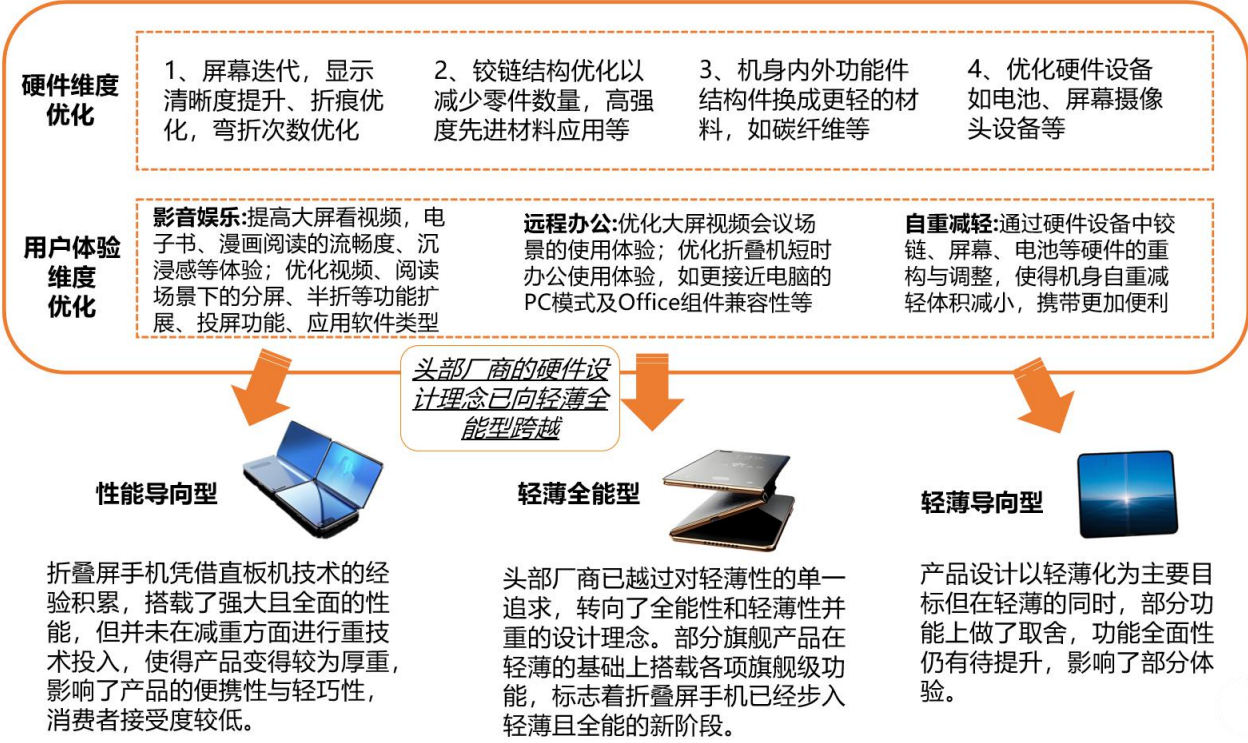 硬件维度
优化
1、屏幕迭代，显示
清晰度提升、折痕优
化，弯折次数优化
2、铰链结构优化以
减少零件数量，高强
度先进材料应用等
3、机身内外功能件
结构件换成更轻的材
料，如碳纤维等
4、优化硬件设备
如电池、屏幕摄像
头设备等
用户体验
维度
优化
影音娱乐:提高大屏看视频，电
子书、漫画阅读的流畅度、沉
浸感等体验；优化视频、阅读
场景下的分屏、半折等功能扩
展、投屏功能、应用软件类型
远程办公:优化大屏视频会议场
景的使用体验；优化折叠机短时
办公使用体验，如更接近电脑的
PC模式及Office组件兼容性等
自重减轻:通过硬件设备中铰
链、屏幕、电池等硬件的重
构与调整，使得机身自重减
轻体积减小，携带更加便利
头部厂商的硬件设
计理念已向轻薄全
能型跨越
性能导向型
折叠屏手机凭借直板机技术的经
验积累，搭载了强大且全面的性
能，但并未在减重方面进行重技
术投入，使得产品变得较为厚重，
影响了产品的便携性与轻巧性，
消费者接受度较低。
轻薄全能型
头部厂商已越过对轻薄性的单一
追求，转向了全能性和轻薄性并
重的设计理念。部分旗舰产品在
轻薄的基础上搭载各项旗舰级功
能，标志着折叠屏手机已经步入
轻薄且全能的新阶段。
轻薄导向型
产品设计以轻薄化为主要目
标但在轻薄的同时，部分功
能上做了取舍，功能全面性
仍有待提升，影响了部分体
验。